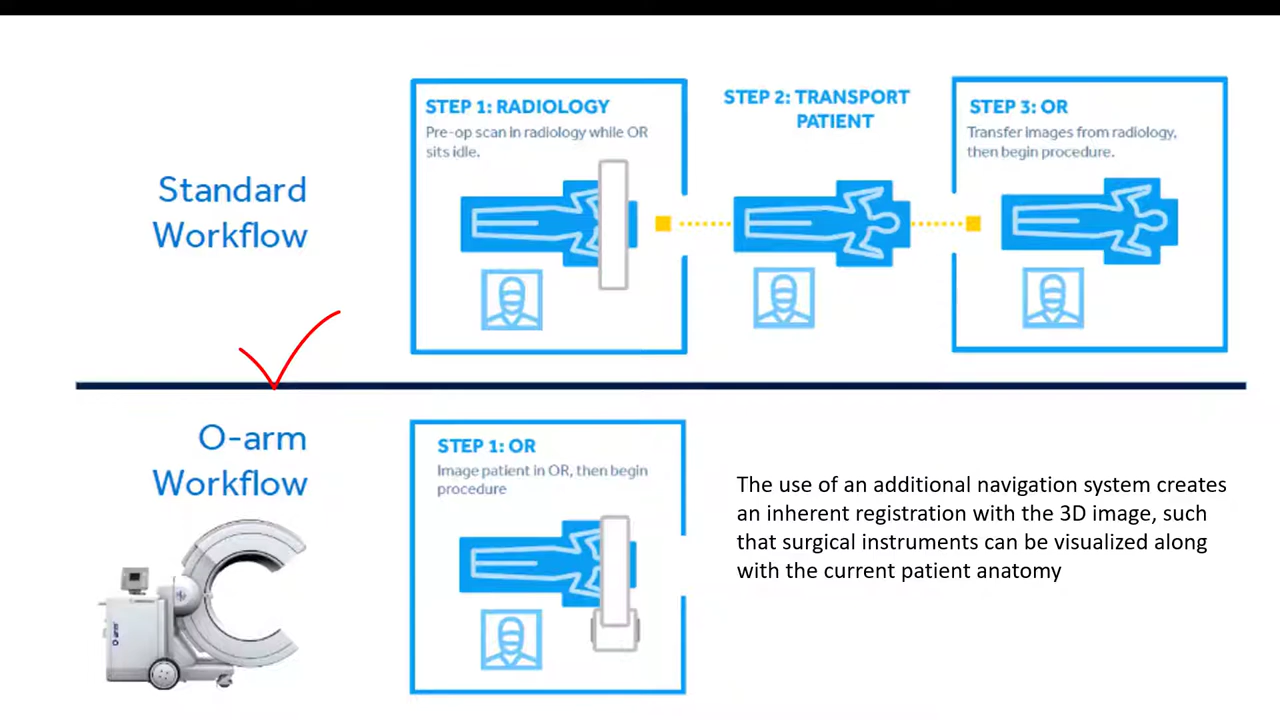 STEP 1: RADIOLOGY
Pre-op scan in radiology while OR
sits idle.
STEP 2: TRANSPORT
PATIENT
STEP 3: OR
Transfer images from radiology,
then begin procedure.
Standard
Workflow
O-arm
Workflow
STEP 1: OR
Image patient in OR, then begin
procedure
The use of an additional navigation system creates
an inherent registration with the 3D image, such
that surgical instruments can be visualized along
with the current patient anatomy
O-arm